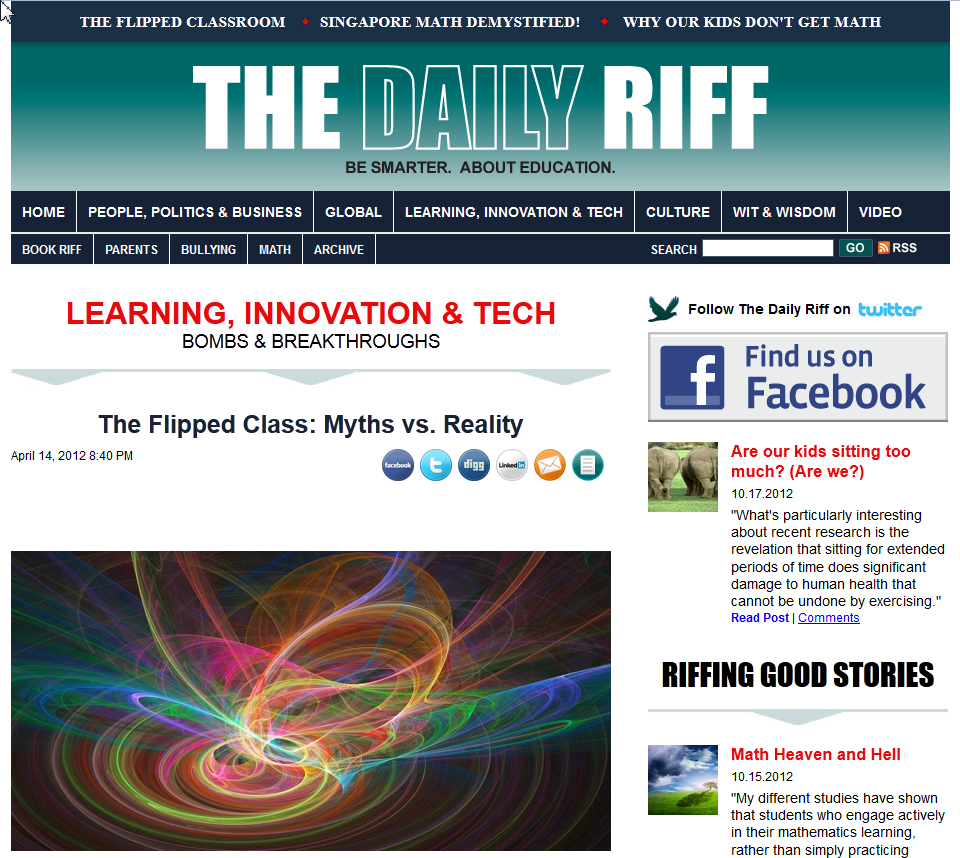 THE FLIPPED CLASSROOM ♦ SINGAPORE MATH DEMYSTIFIED! ♦ WHY OUR KIDS DON'T GET MATH
THE DAILY RIFF
BE SMARTER. ABOUT EDUCATION.
HOME PEOPLE, POLITICS & BUSINESS GLOBAL LEARNING, INNOVATION & TECH CULTURE WIT & WISDOM VIDEO
BOOK RIFF PARENTS BULLYING MATH ARCHIVE SEARCH GO RSS
LEARNING, INNOVATION & TECH
BOMBS & BREAKTHROUGHS
The Flipped Class: Myths vs. Reality
April 14, 2012 8:40 PM
facebook t digg Linked in
Follow The Daily Riff on twitter
f Find us on
Facebook
Are our kids sitting too
much? (Are we?)
10.17.2012
"What's particularly interesting
about recent research is the
revelation that sitting for extended
periods of time does significant
damage to human health that
cannot be undone by exercising."
Read Post | Comments
RIFFING GOOD STORIES
Math Heaven and Hell
10.15.2012
"My different studies have shown
that students who engage actively
in their mathematics learning,
rather than simply practicing